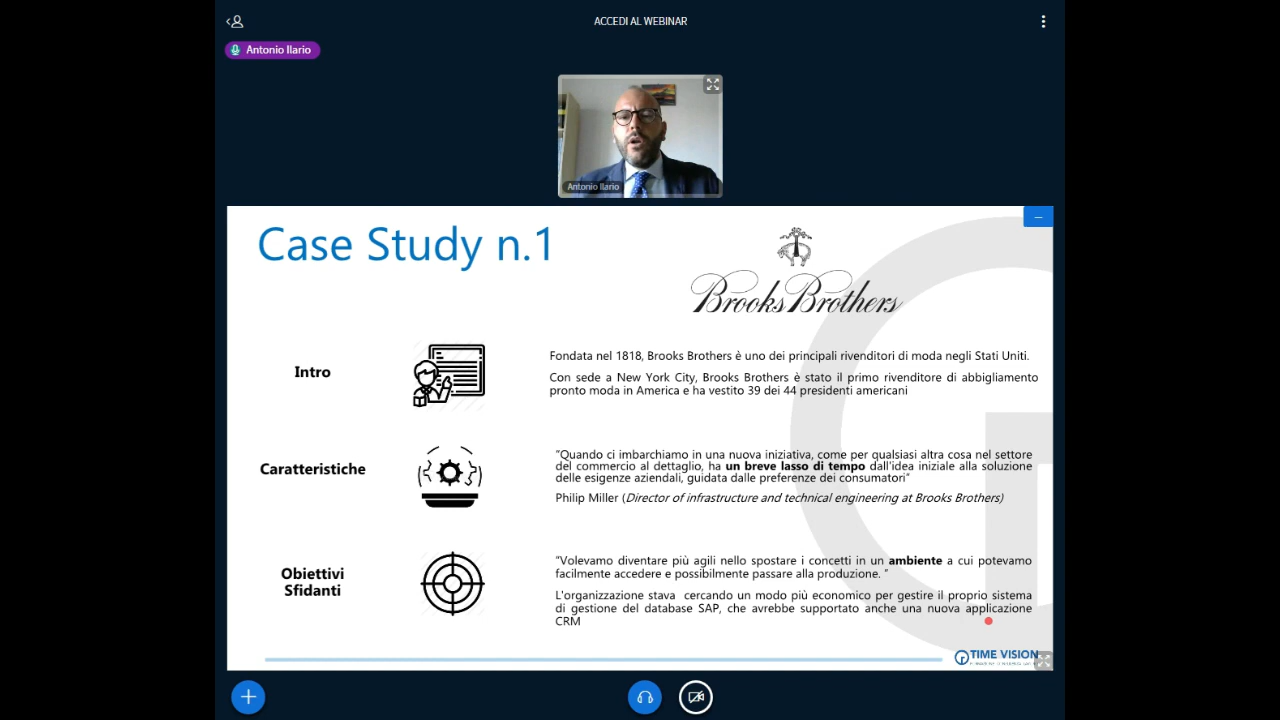 ACCEDI AL WEBINAR
Antonio Ilario
Antonio Ilario
Case Study n.1
Brooks Brothers
Intro
Fondata nel 1818, Brooks Brothers è uno dei principali rivenditori di moda negli Stati Uniti.
Con sede a New York City, Brooks Brothers è stato il primo rivenditore di abbigliamento
pronto moda in America e ha vestito 39 dei 44 presidenti americani
Caratteristiche
"Quando ci imbarchiamo in una nuova iniziativa, come per qualsiasi altra cosa nel settore
del commercio al dettaglio, ha un breve lasso di tempo dall'idea iniziale alla soluzione
delle esigenze aziendali, guidata dalle preferenze dei consumatori"
Philip Miller (Director of infrastructure and technical engineering at Brooks Brothers)
Obiettivi
Sfidanti
"Volevamo diventare più agili nello spostare i concetti in un ambiente a cui potevamo
facilmente accedere e possibilmente passare alla produzione. "
L'organizzazione stava cercando un modo più economico per gestire il proprio sistema
di gestione del database SAP, che avrebbe supportato anche una nuova applicazione
CRM
TIME VISION